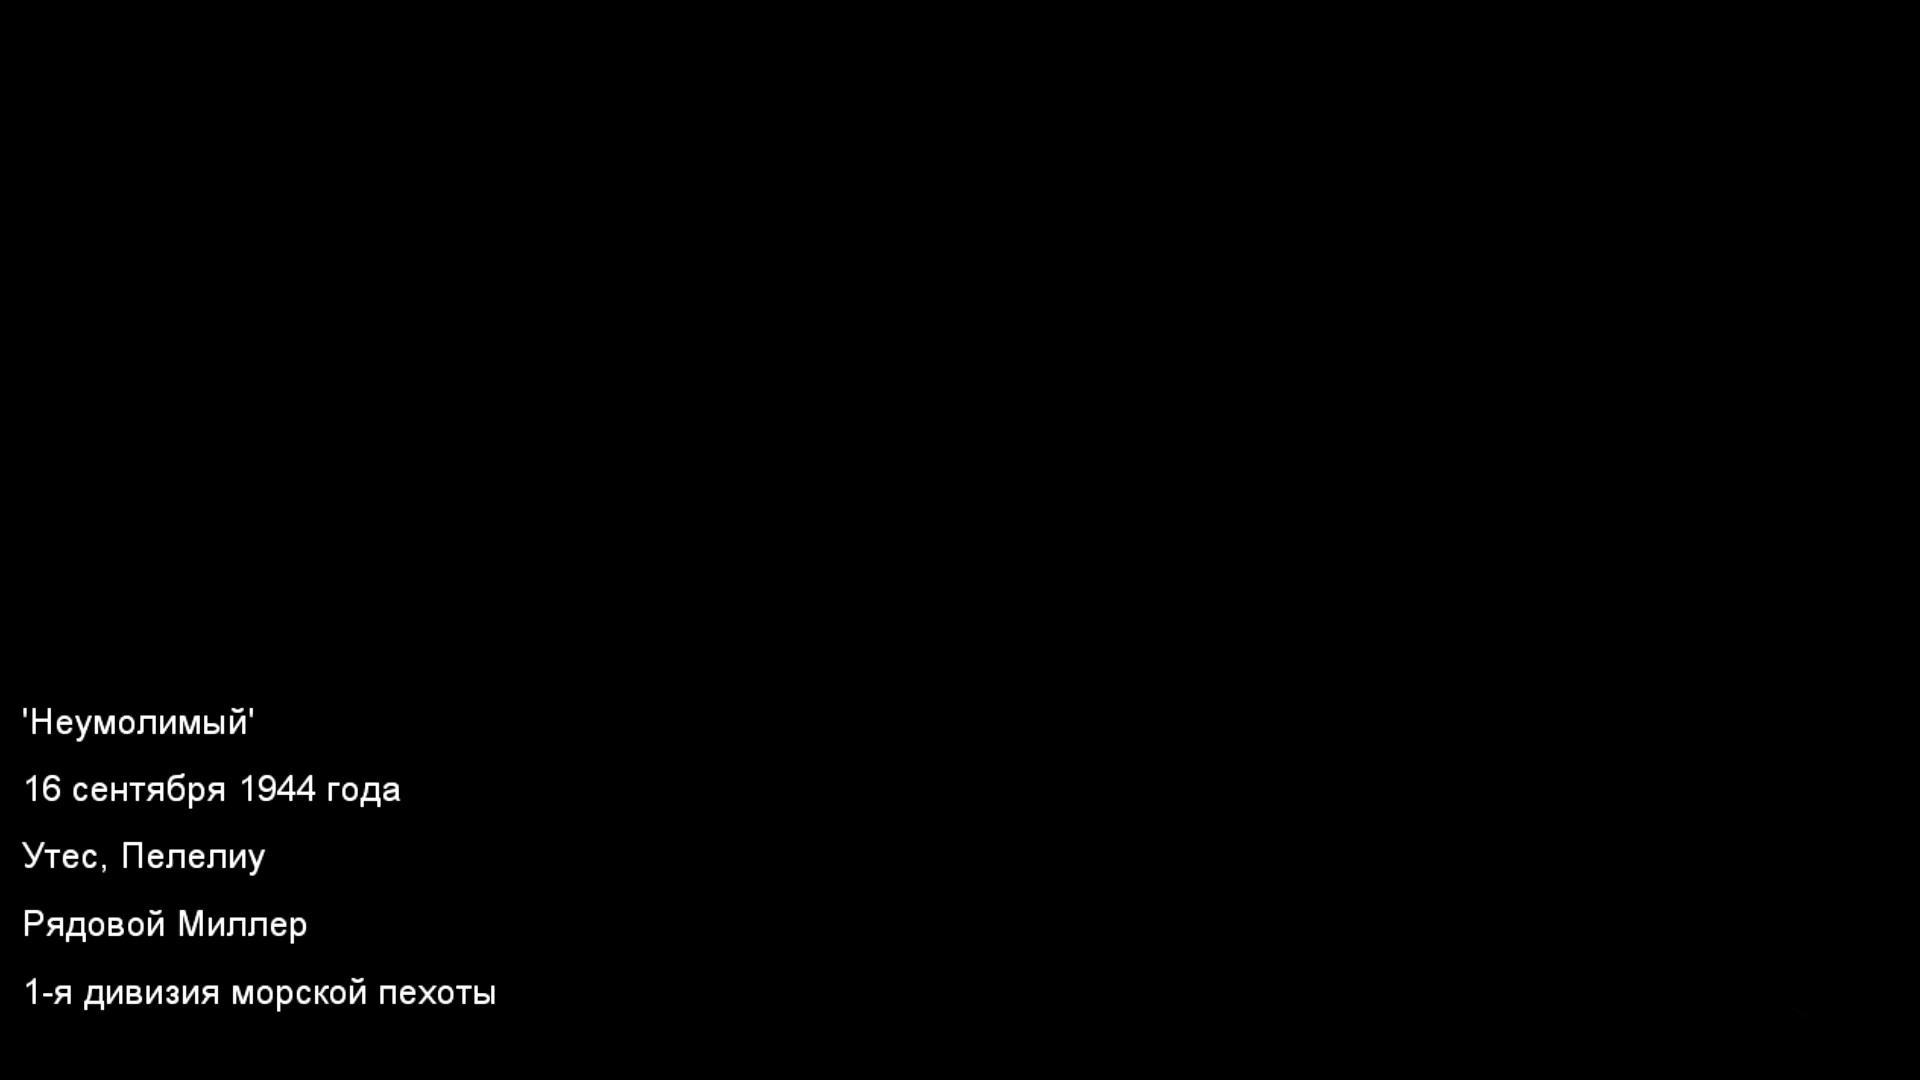 'Неумолимый'
16 сентября 1944 года
Утес, Пелелиу
Рядовой Миллер
1-я дивизия морской пехоты